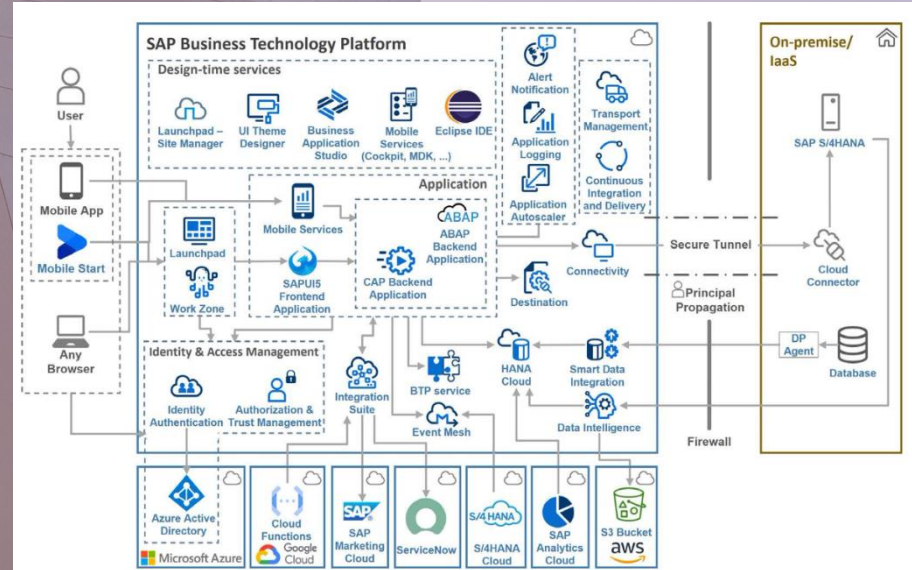 SAP Business Technology Platform
Design-time services
Launchpad –
Site Manager
UI Theme
Designer
Business
Application
Studio
Mobile
Services
(Cockpit, MDK, ...)
Eclipse IDE
Alert
Notification
Application
Logging
Application
Autoscaler
Transport
Management
Continuous
Integration
and Delivery
On-premise/
IaaS
SAP S/4HANA
User
Mobile App
Mobile Start
Any
Browser
Launchpad
Work Zone
Application
Mobile Services
SAPUI5
Frontend
Application
ABAP
ABAP
Backend
Application
CAP Backend
Application
Connectivity
Destination
Secure Tunnel
Cloud
Connector
Principal
Propagation
Identity & Access Management
Identity
Authentication
Authorization &
Trust Management
Integration
Suite
BTP service
Event Mesh
HANA
Cloud
Smart Data
Integration
Data Intelligence
DP
Agent
Database
Firewall
Azure Active
Directory
Microsoft Azure
Cloud
Functions
Google
Cloud
SAP
SAP
Marketing
Cloud
ServiceNow
S/4HANA
S/4HANA
Cloud
SAP
Analytics
Cloud
S3 Bucket
aws